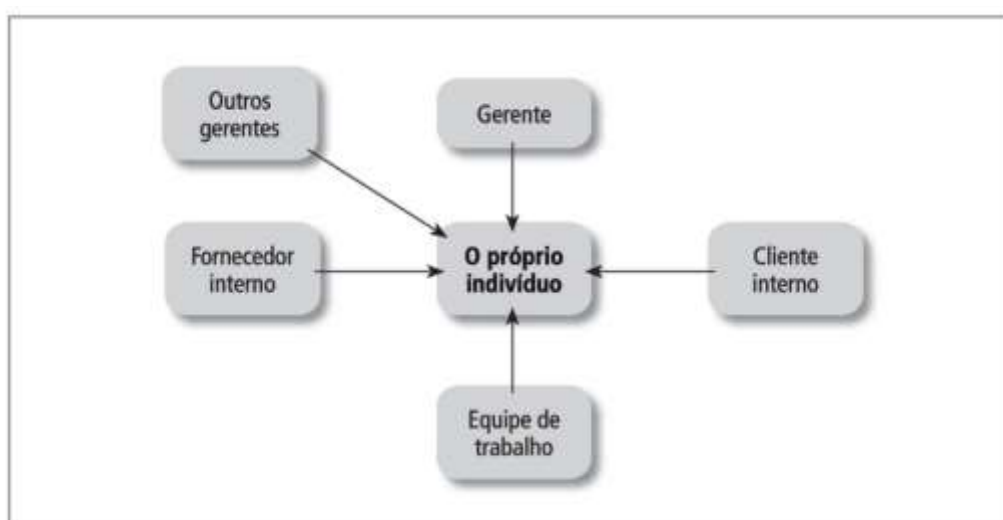 Outros
gerentes
Gerente
Fornecedor
interno
O próprio
indivíduo
Cliente
interno
Equipe de
trabalho